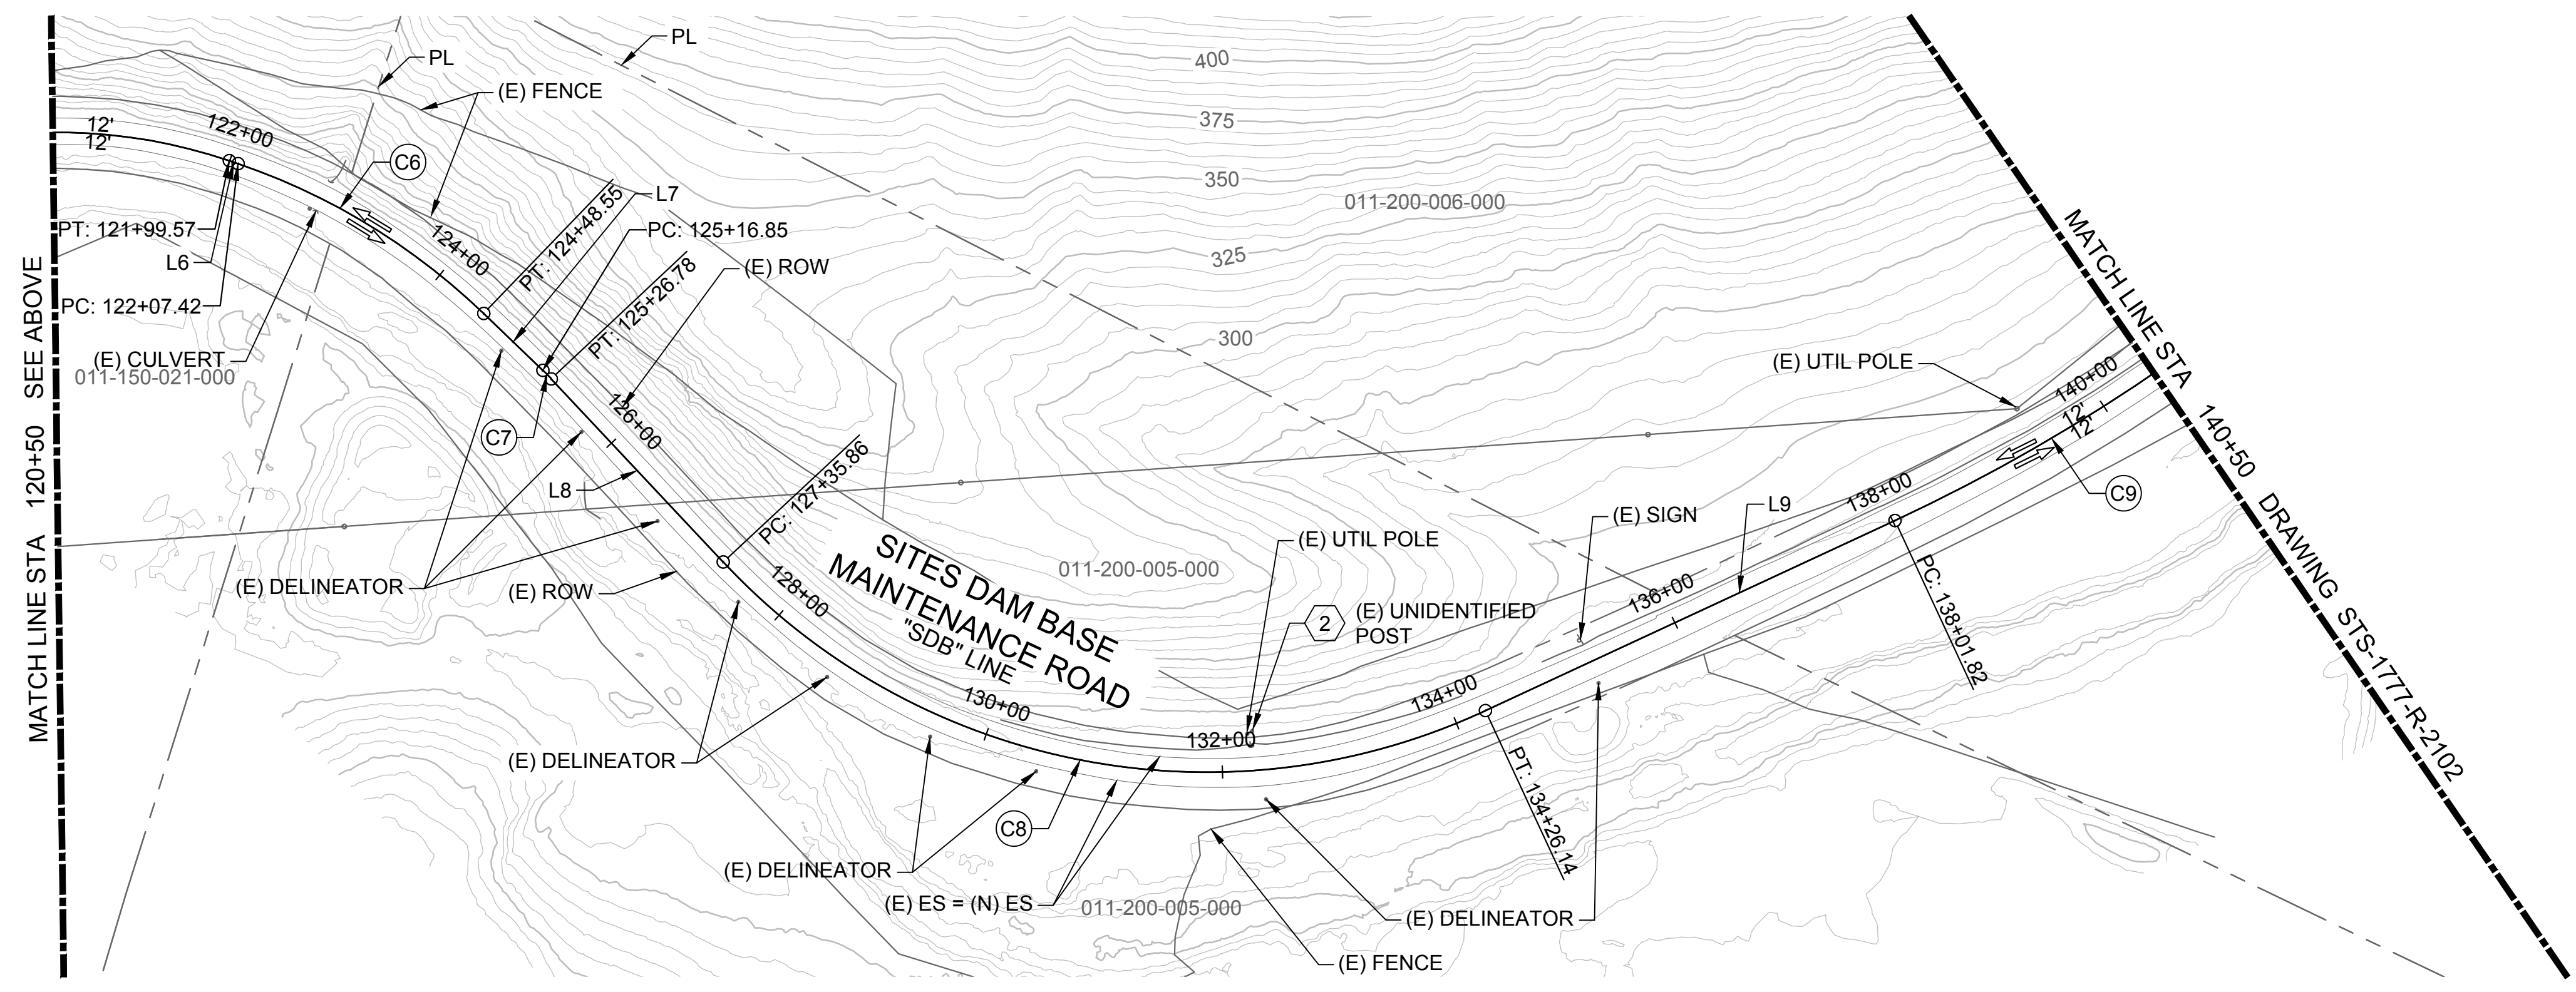 PL
PL
400
(E) FENCE
375
12'
12'
122+00
C6
350
L7
011-200-006-000
PT: 124+48.55
PC: 125+16.85
PT: 121+99.57
L6
124+00
325
PT: 125+26.78
(E) ROW
PC: 122+07.42
MATCH LINE STA 120+50 SEE ABOVE
MATCH LINE STA 140+50 DRAWING STS-1777-R-2102
300
(E) CULVERT
011-150-021-000
(E) UTIL POLE
140+00
12'
12'
126+00
C7
L8
PC: 127+35.86
138+00
C9
L9
(E) SIGN
(E) UTIL POLE
SITES DAM BASE
MAINTENANCE ROAD
"SDB" LINE
011-200-005-000
(E) DELINEATOR
(E) ROW
128+00
136+00
2
(E) UNIDENTIFIED
POST
PC: 138+01.82
130+00
134+00
132+00
(E) DELINEATOR
PT: 134+26.14
C8
(E) DELINEATOR
(E) ES = (N) ES
011-200-005-000
(E) DELINEATOR
(E) FENCE